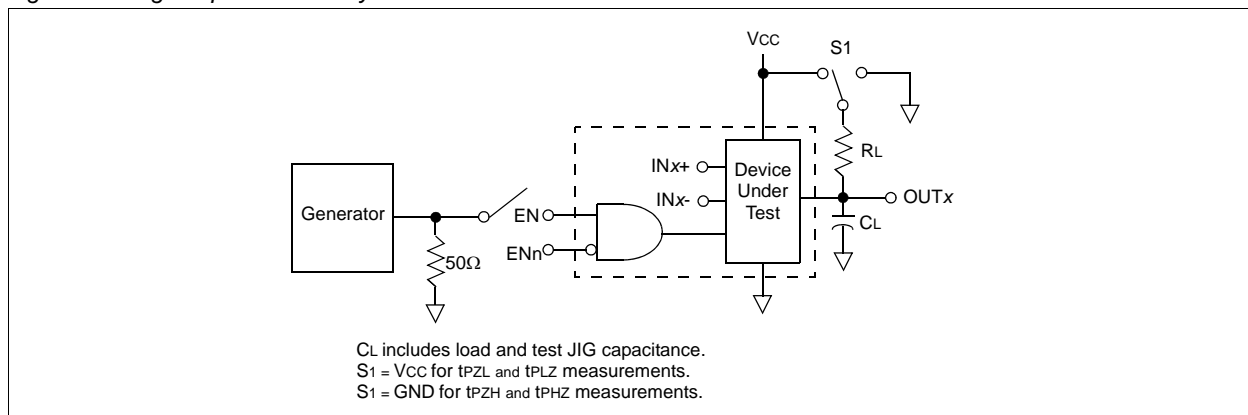 VCC
S1
RL
INx+
Device
Under
Test
INx-
OUTx
Generator
EN
CL
ENn
50Ω
CL includes load and test JIG capacitance.
S1 = VCC for tPZL and tPLZ measurements.
S1 = GND for tPZH and tPHZ measurements.